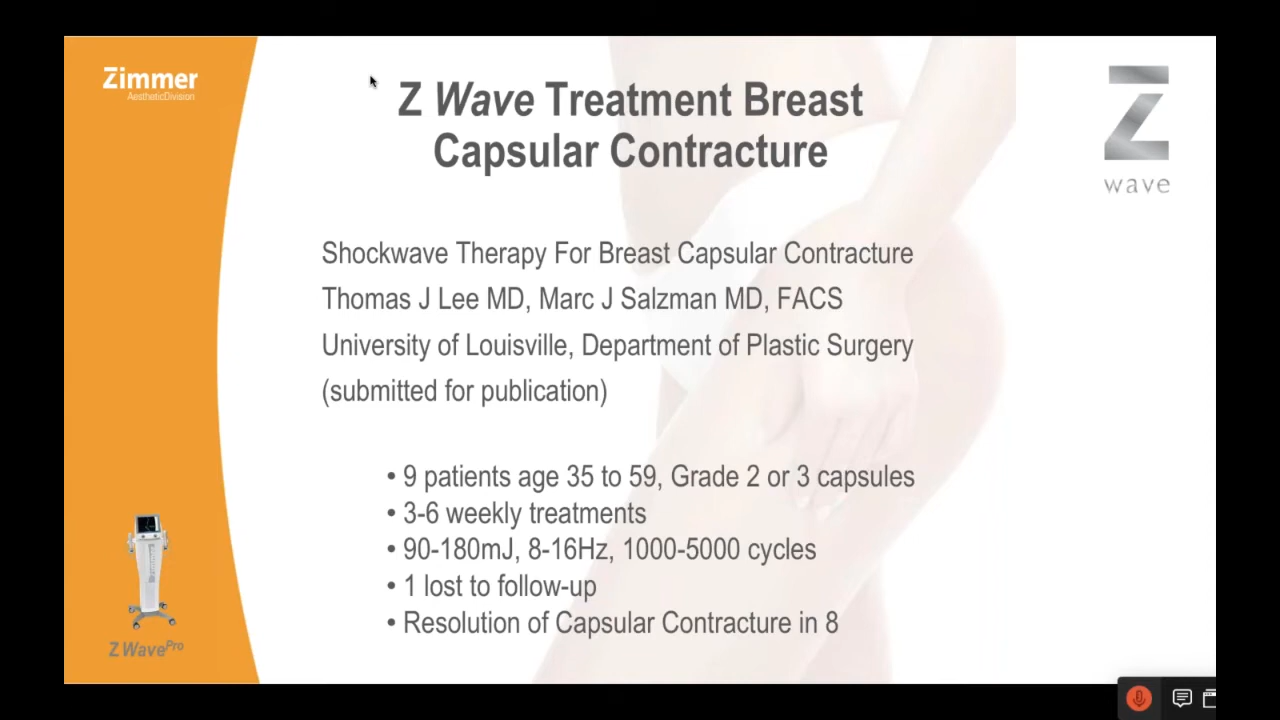 Zimmer
AestheticDivision
Z Wave Treatment Breast
Capsular Contracture
Z
wave
Shockwave Therapy For Breast Capsular Contracture
Thomas J Lee MD, Marc J Salzman MD, FACS
University of Louisville, Department of Plastic Surgery
(submitted for publication)
• 9 patients age 35 to 59, Grade 2 or 3 capsules
• 3-6 weekly treatments
• 90-180mJ, 8-16Hz, 1000-5000 cycles
• 1 lost to follow-up
• Resolution of Capsular Contracture in 8
Z WavePro